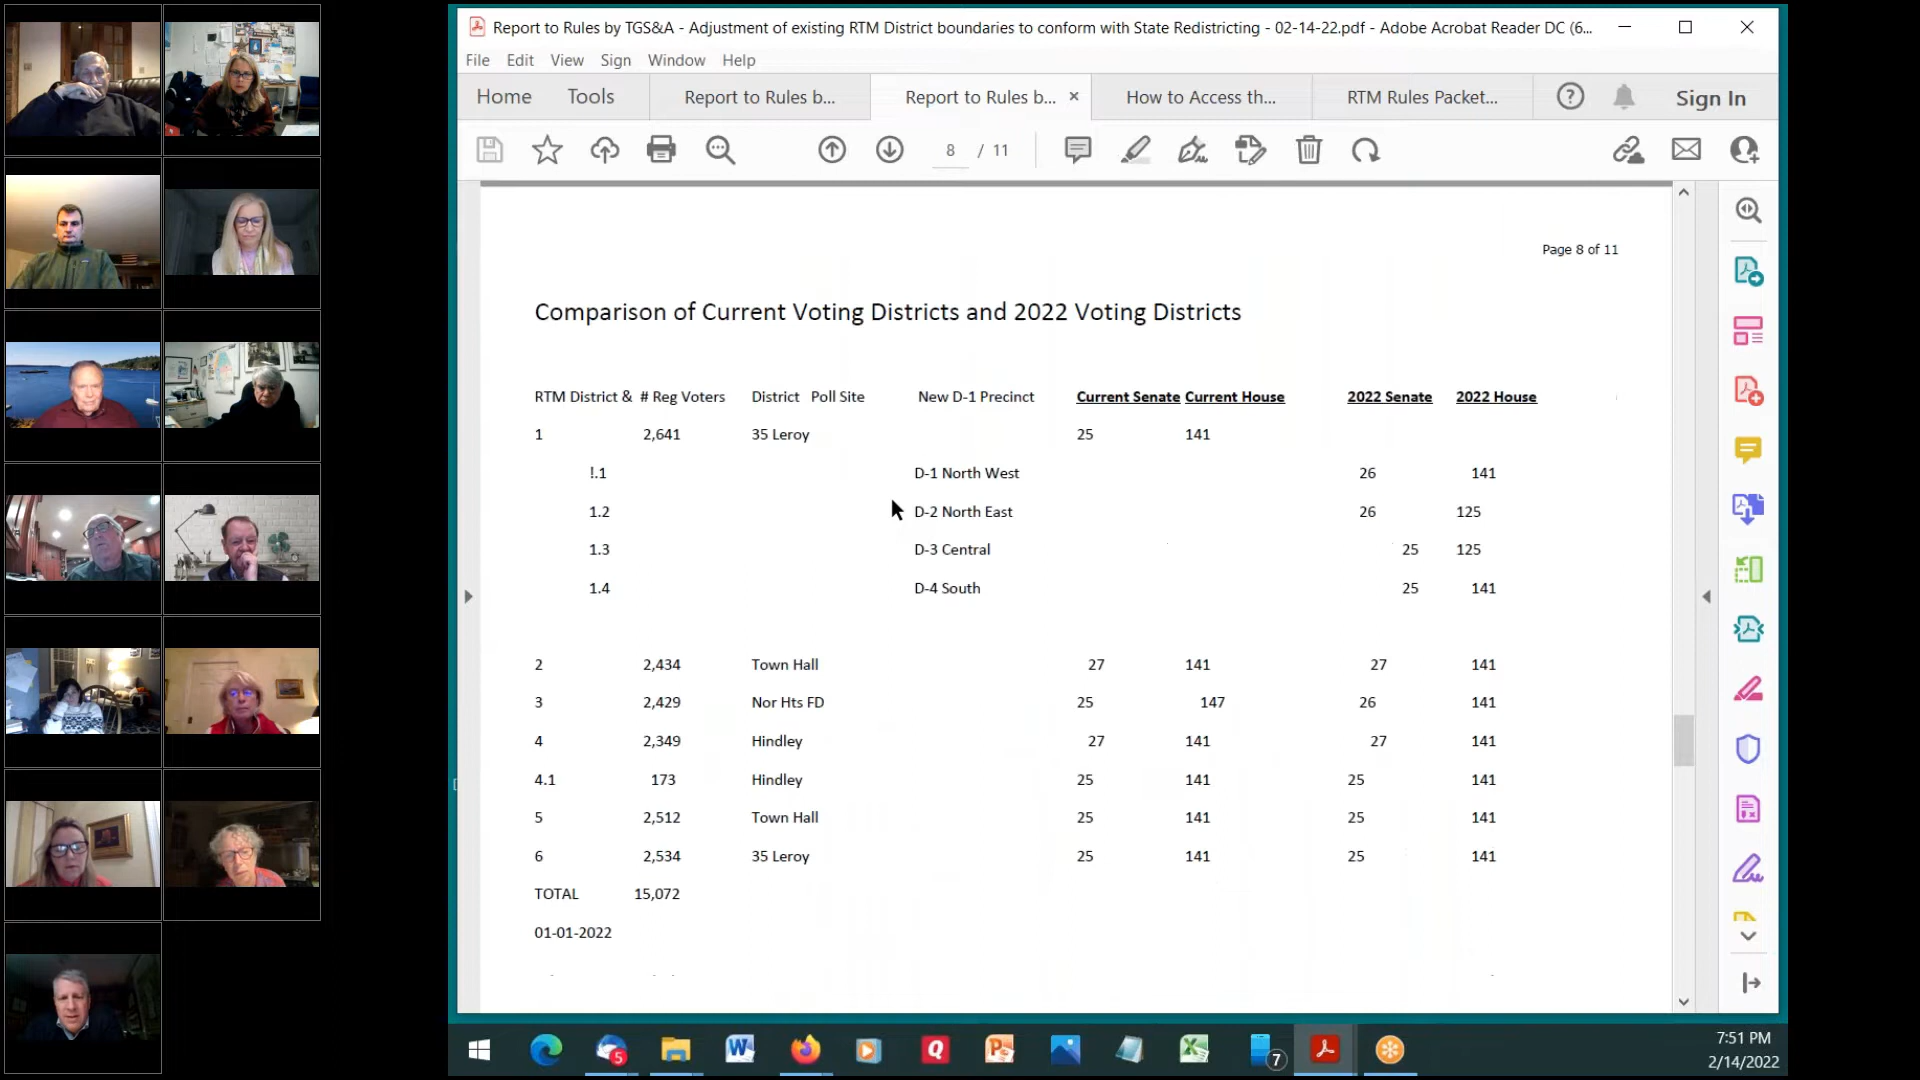 Report to Rules by TGS&A - Adjustment of existing RTM District boundaries to conform with State Redistricting - 02-14-22.pdf - Adobe Acrobat Reader DC (6...
File Edit View Sign Window Help
Home Tools Report to Rules b... Report to Rules b... How to Access th... RTM Rules Packet... Sign In
8 / 11
Page 8 of 11
Comparison of Current Voting Districts and 2022 Voting Districts
RTM District & # Reg Voters District Poll Site New D-1 Precinct Current Senate Current House 2022 Senate 2022 House
1 2,641 35 Leroy 25 141
!.1 D-1 North West 26 141
1.2 D-2 North East 26 125
1.3 D-3 Central 25 125
1.4 D-4 South 25 141
2 2,434 Town Hall 27 141 27 141
3 2,429 Nor Hts FD 25 147 26 141
4 2,349 Hindley 27 141 27 141
4.1 173 Hindley 25 141 25 141
5 2,512 Town Hall 25 141 25 141
6 2,534 35 Leroy 25 141 25 141
TOTAL 15,072
01-01-2022
5
7
7:51 PM
2/14/2022